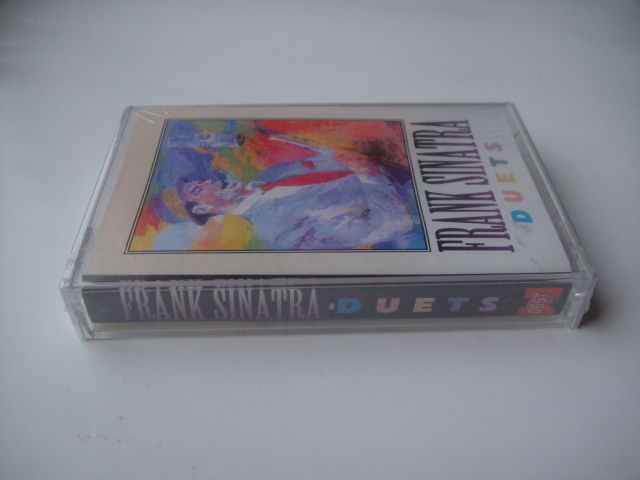 FRANK SINATRA
DUETS
FRANK SINATRA · DUETS